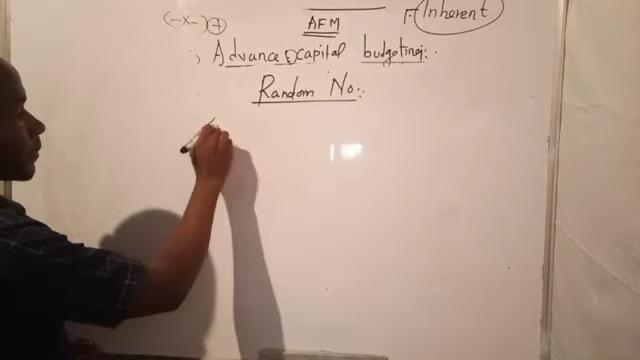 (-x-) +
AFM
F Inherent
Advance capital budgeting:.
Random No:.